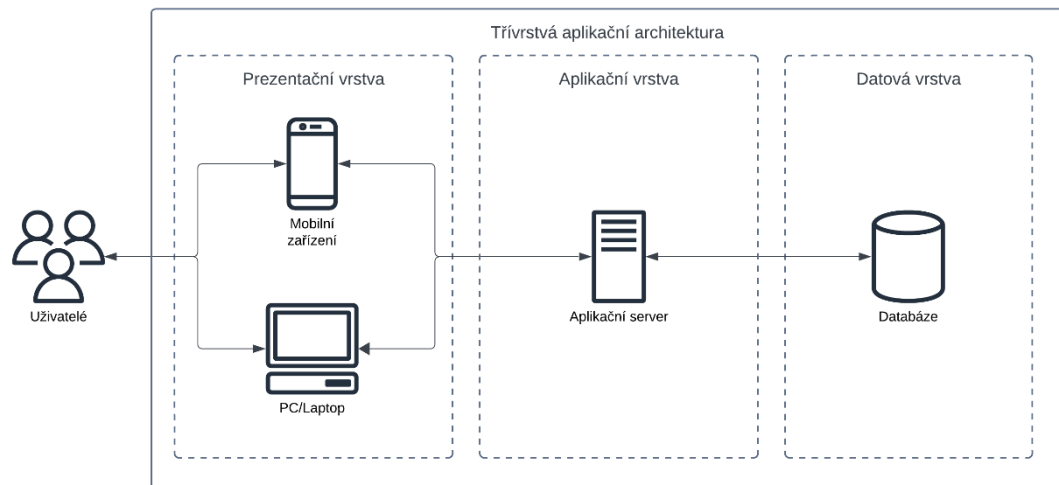 Třívrstvá aplikační architektura
Prezentační vrstva
Aplikační vrstva
Datová vrstva
Mobilní
zařízení
Uživatelé
Aplikační server
Databáze
PC/Laptop